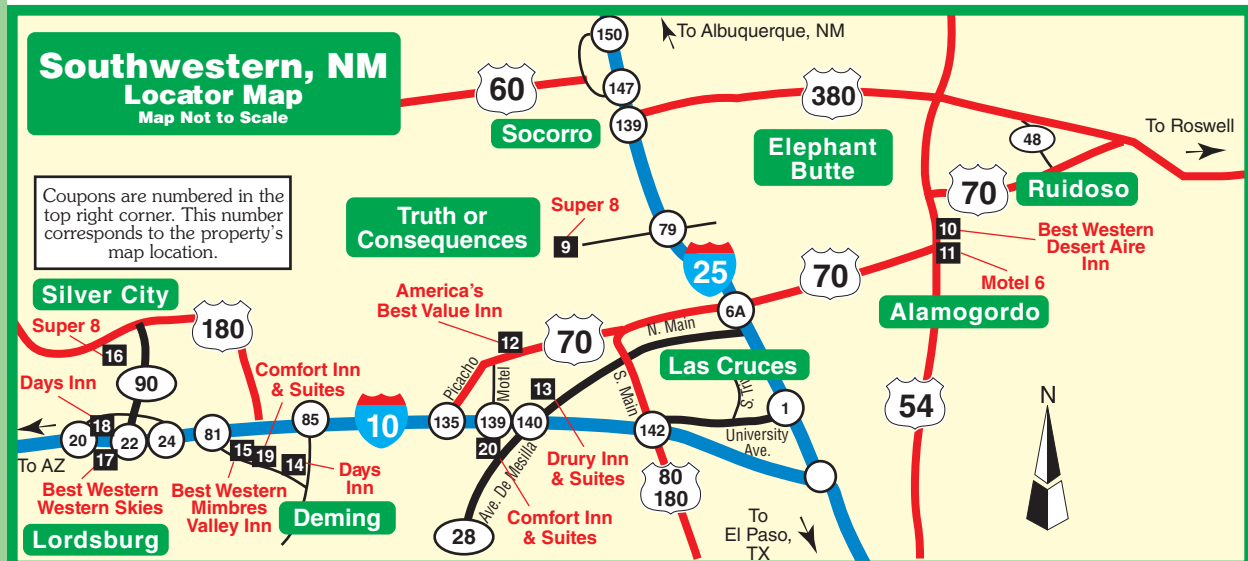 Southwestern, NM
Locator Map
Map Not to Scale
Coupons are numbered in the
top right corner. This number
corresponds to the property's
map location.
150
To Albuquerque, NM
60
147
380
139
Socorro
Elephant
Butte
48
To Roswell
70
Ruidoso
Truth or
Consequences
Super 8
9
79
25
10
Best Western
Desert Aire
Inn
11
Motel 6
70
Alamogordo
Silver City
Super 8
16
180
America's
Best Value Inn
12
70
N. Main
6A
Las Cruces
Days Inn
90
Comfort Inn
& Suites
Picacho
Motel
13
S. Main
54
N
18
20
22
24
81
85
10
135
139
140
142
1
University
Ave.
To AZ
17
15
19
14
20
Ave. De Mesilla
Drury Inn
& Suites
80
180
Best Western
Western Skies
Best Western
Mimbres
Valley Inn
Days
Inn
Deming
28
Comfort Inn
& Suites
To
El Paso,
TX
Lordsburg